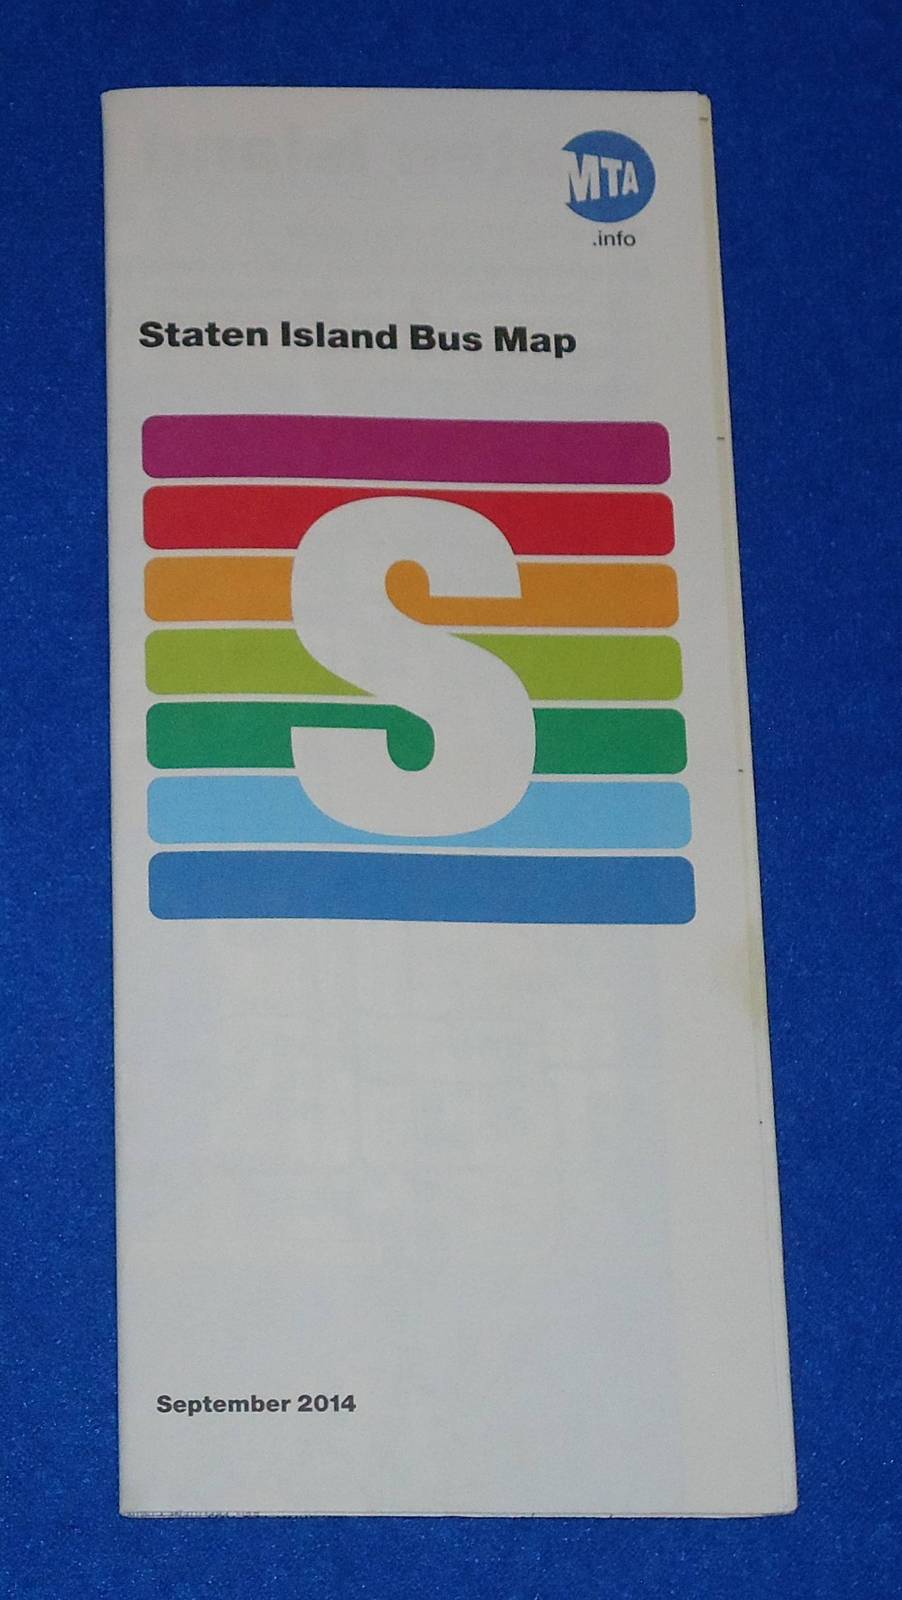 MTA
.info
Staten Island Bus Map
S
September 2014